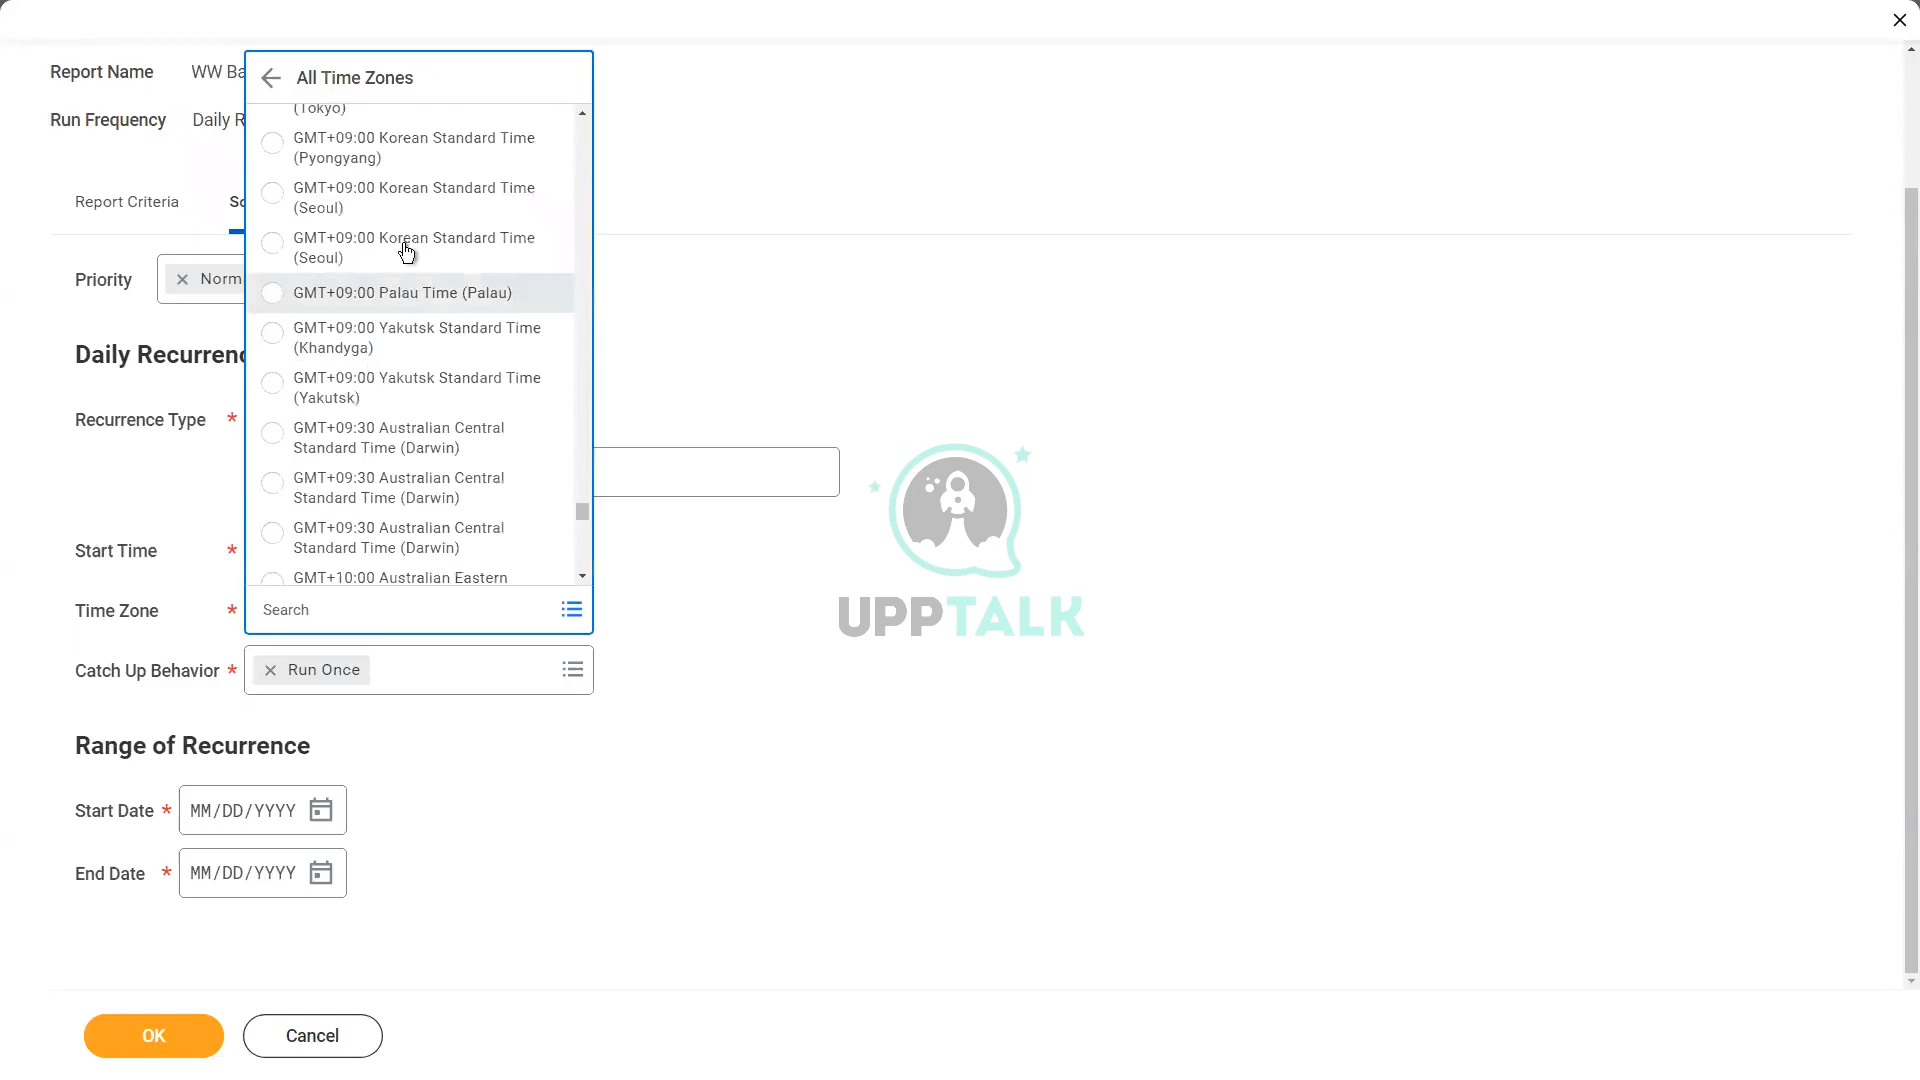 Report Name WW Ba
All Time Zones
(Tokyo)
Run Frequency Daily R
GMT+09:00 Korean Standard Time
(Pyongyang)
Report Criteria Sc
GMT+09:00 Korean Standard Time
(Seoul)
GMT+09:00 Korean Standard Time
(Seoul)
Priority Norm
GMT+09:00 Palau Time (Palau)
GMT+09:00 Yakutsk Standard Time
(Khandyga)
Daily Recurrenc
GMT+09:00 Yakutsk Standard Time
(Yakutsk)
Recurrence Type *
GMT+09:30 Australian Central
Standard Time (Darwin)
GMT+09:30 Australian Central
Standard Time (Darwin)
GMT+09:30 Australian Central
Standard Time (Darwin)
Start Time *
GMT+10:00 Australian Eastern
Time Zone * Search
UPPTALK
Catch Up Behavior * Run Once
Range of Recurrence
Start Date * MM/DD/YYYY
End Date * MM/DD/YYYY
OK Cancel